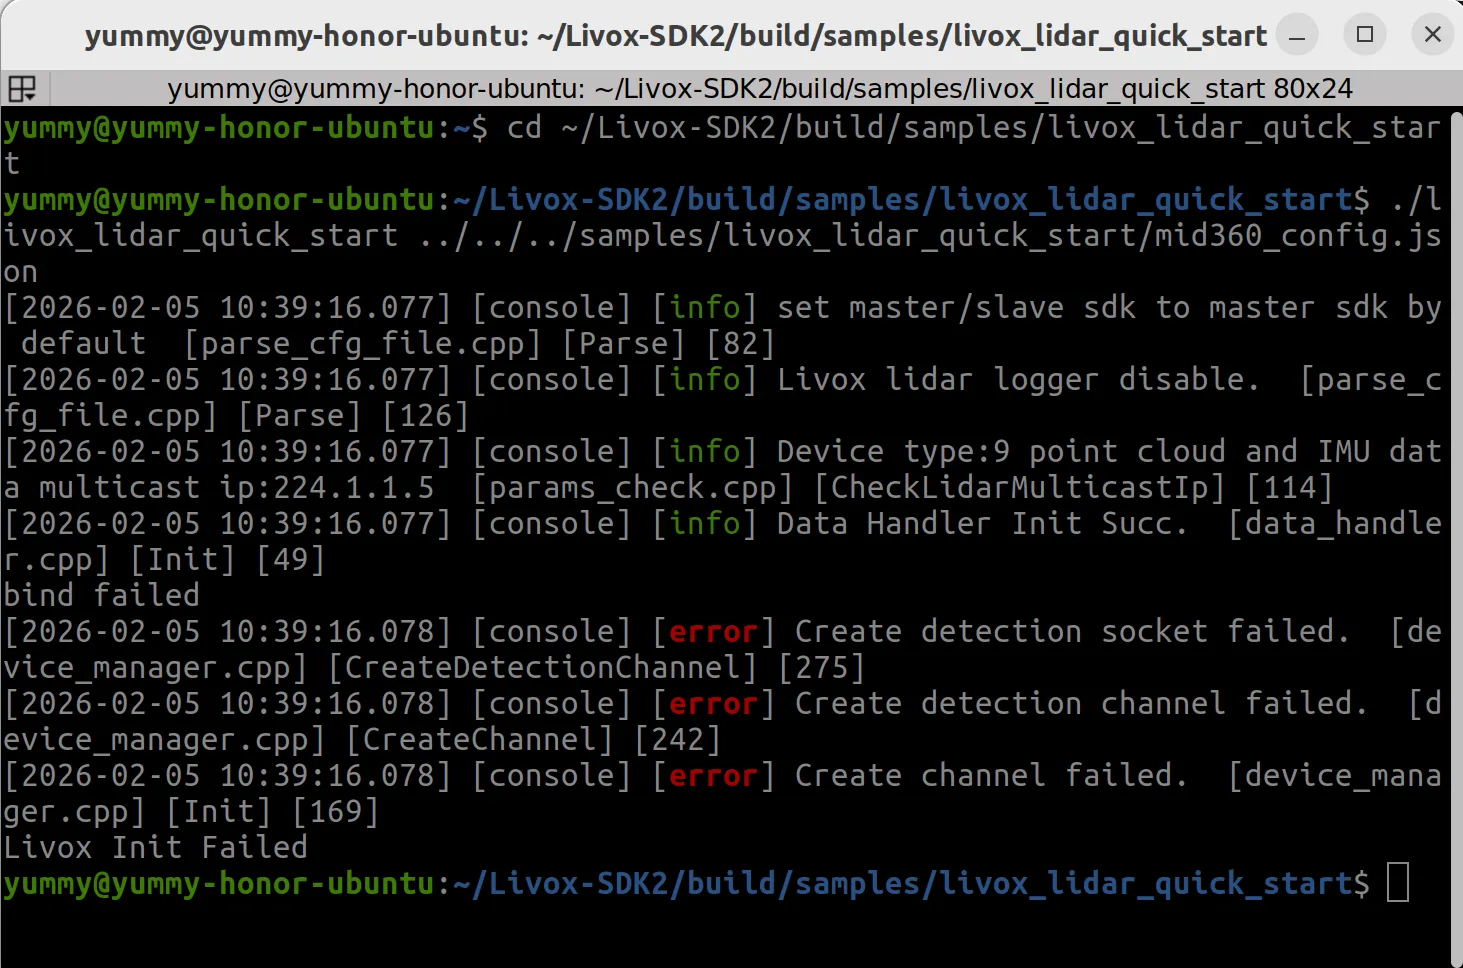 yummy@yummy-honor-ubuntu: ~/Livox-SDK2/build/samples/livox_lidar_quick_start
yummy@yummy-honor-ubuntu: ~/Livox-SDK2/build/samples/livox_lidar_quick_start 80x24
yummy@yummy-honor-ubuntu:~$ cd ~/Livox-SDK2/build/samples/livox_lidar_quick_star
t
yummy@yummy-honor-ubuntu:~/Livox-SDK2/build/samples/livox_lidar_quick_start$ ./l
ivox_lidar_quick_start ../../../samples/livox_lidar_quick_start/mid360_config.js
on
[2026-02-05 10:39:16.077] [console] [info] set master/slave sdk to master sdk by
 default  [parse_cfg_file.cpp] [Parse] [82]
[2026-02-05 10:39:16.077] [console] [info] Livox lidar logger disable.  [parse_c
fg_file.cpp] [Parse] [126]
[2026-02-05 10:39:16.077] [console] [info] Device type:9 point cloud and IMU dat
a multicast ip:224.1.1.5  [params_check.cpp] [CheckLidarMulticastIp] [114]
[2026-02-05 10:39:16.077] [console] [info] Data Handler Init Succ.  [data_handle
r.cpp] [Init] [49]
bind failed
[2026-02-05 10:39:16.078] [console] [error] Create detection socket failed.  [de
vice_manager.cpp] [CreateDetectionChannel] [275]
[2026-02-05 10:39:16.078] [console] [error] Create detection channel failed.  [d
evice_manager.cpp] [CreateChannel] [242]
[2026-02-05 10:39:16.078] [console] [error] Create channel failed.  [device_mana
ger.cpp] [Init] [169]
Livox Init Failed
yummy@yummy-honor-ubuntu:~/Livox-SDK2/build/samples/livox_lidar_quick_start$